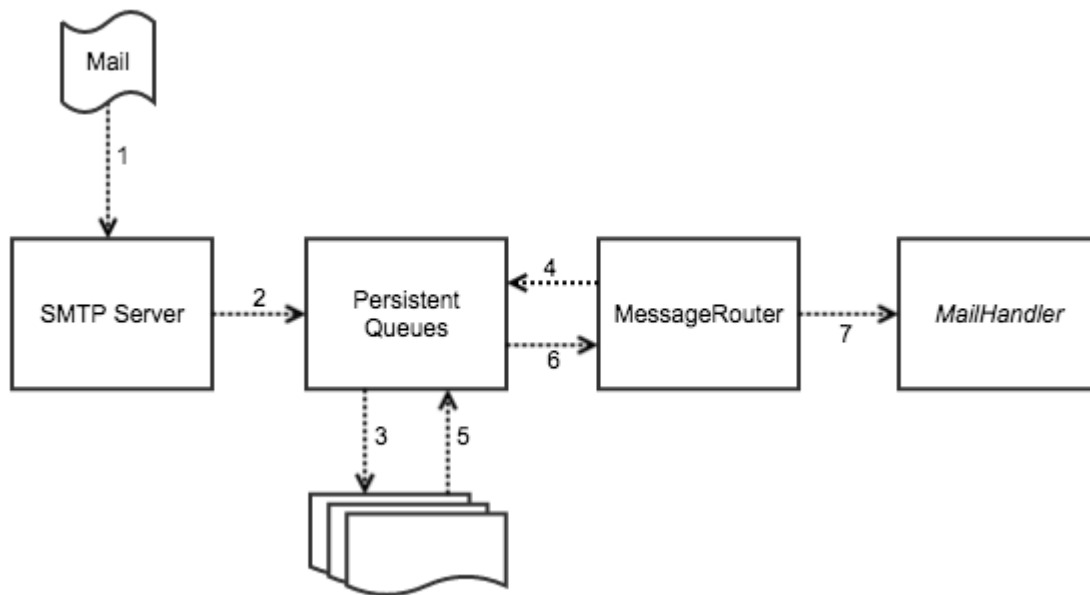 Mail
1
SMTP Server
2
Persistent
Queues
4
6
MessageRouter
7
MailHandler
3
5